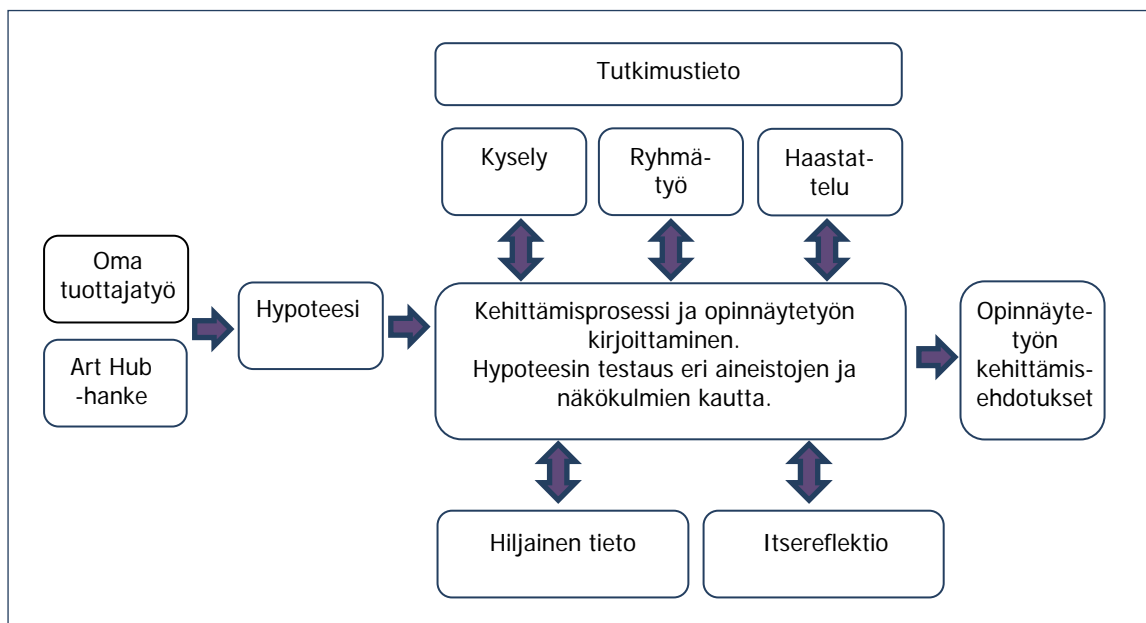 Tutkimustieto
Kysely
Ryhmä-
työ
Haastat-
telu
Oma
tuottajatyö
Art Hub
-hanke
Hypoteesi
Kehittämisprosessi ja opinnäytetyön
kirjoittaminen.
Hypoteesin testaus eri aineistojen ja
näkökulmien kautta.
Opinnäyte-
työn
kehittämis-
ehdotukset
Hiljainen tieto
Itsereflektio